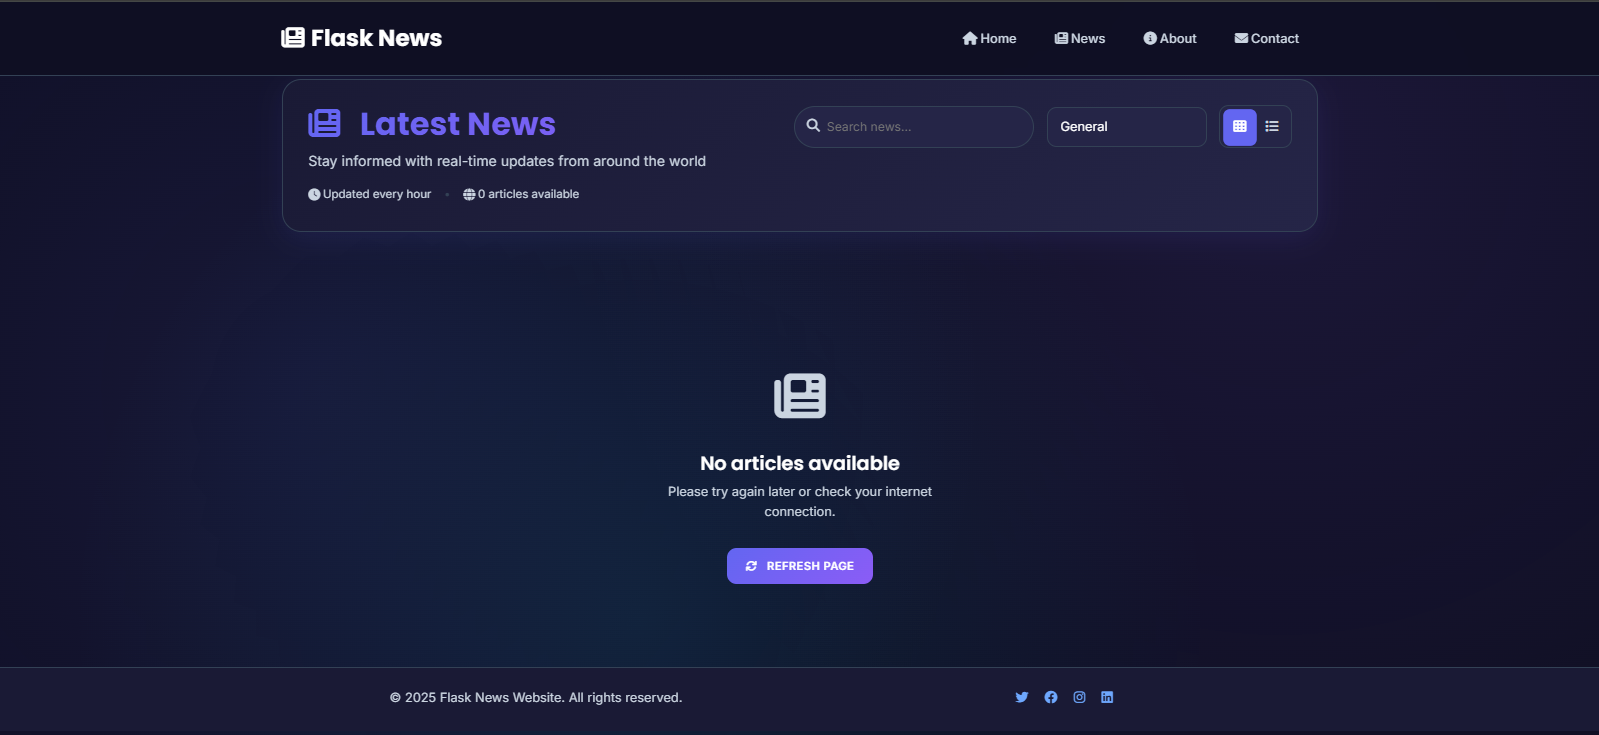 Flask News
Home
News
About
Contact
Latest News
Search news...
General
Stay informed with real-time updates from around the world
Updated every hour • 0 articles available
No articles available
Please try again later or check your internet
connection.
REFRESH PAGE
© 2025 Flask News Website. All rights reserved.